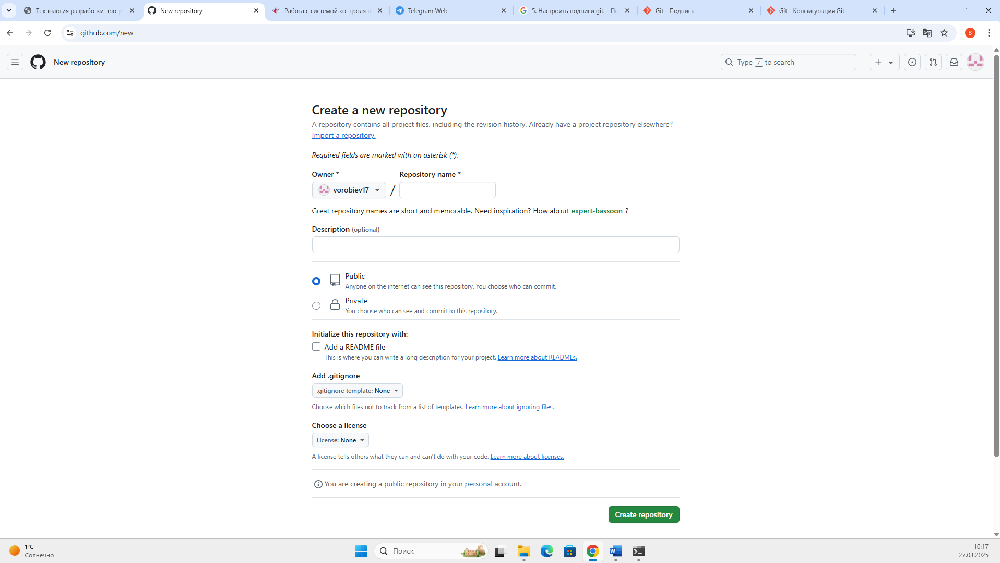 Технология разработки прогр
New repository
Работа с системой контроля в
Telegram Web
5. Настроить подписи git. - По
Git - Подпись
Git - Конфигурация Git
github.com/new
B
New repository
Type / to search
Create a new repository
A repository contains all project files, including the revision history. Already have a project repository elsewhere?
Import a repository.
Required fields are marked with an asterisk (*).
Owner *
Repository name *
vorobiev17
/
Great repository names are short and memorable. Need inspiration? How about expert-bassoon ?
Description (optional)
Public
Anyone on the internet can see this repository. You choose who can commit.
Private
You choose who can see and commit to this repository.
Initialize this repository with:
Add a README file
This is where you can write a long description for your project. Learn more about READMEs.
Add .gitignore
.gitignore template: None
Choose which files not to track from a list of templates. Learn more about ignoring files.
Choose a license
License: None
A license tells others what they can and can't do with your code. Learn more about licenses.
You are creating a public repository in your personal account.
Create repository
1°C
Солнечно
Поиск
10:17
27.03.2025